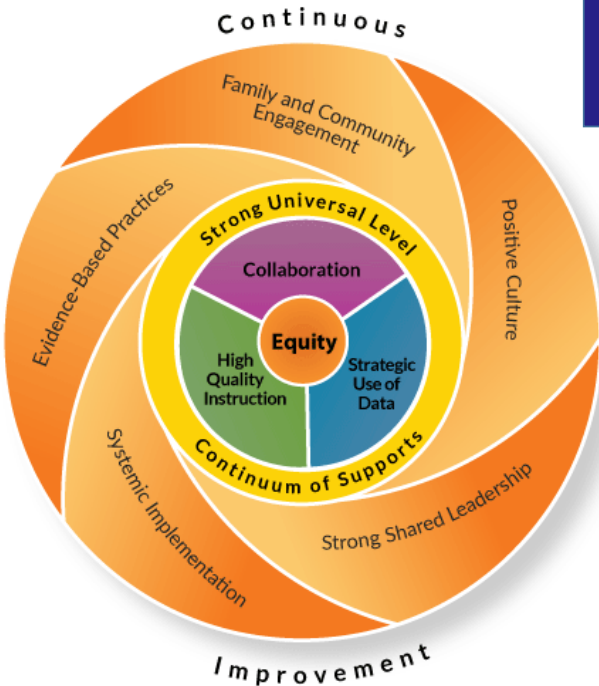 Continuous
Family and Community
Engagement
Positive Culture
Evidence-Based Practices
Strong Universal Level
Collaboration
Equity
High
Quality
Instruction
Strategic
Use of
Data
Continuum of Supports
Strong Shared Leadership
Systemic Implementation
Improvement